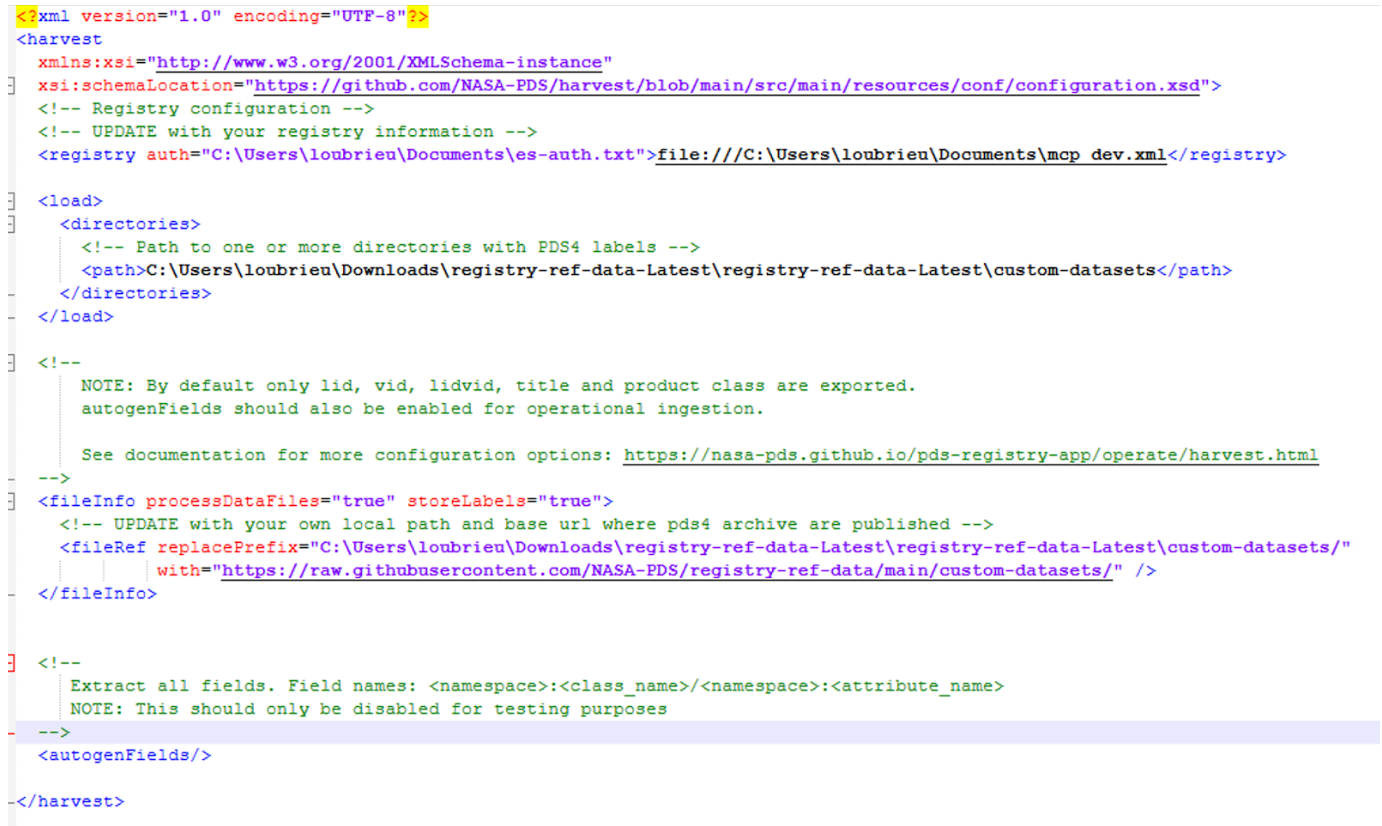 <?xml version="1.0" encoding="UTF-8"?>
<harvest
xmlns:xsi="http://www.w3.org/2001/XMLSchema-instance"
xsi:schemaLocation="https://github.com/NASA-PDS/harvest/blob/main/src/main/resources/conf/configuration.xsd">
<!-- Registry configuration -->
<!-- UPDATE with your registry information -->
<registry auth="C:\Users\loubrieu\Documents\es-auth.txt">file:///C:\Users\loubrieu\Documents\mcp_dev.xml</registry>
<load>
<directories>
<!-- Path to one or more directories with PDS4 labels -->
<path>C:\Users\loubrieu\Downloads\registry-ref-data-Latest\registry-ref-data-Latest\custom-datasets</path>
</directories>
</load>
<!--
NOTE: By default only lid, vid, lidvid, title and product class are exported.
autogenFields should also be enabled for operational ingestion.
See documentation for more configuration options: https://nasa-pds.github.io/pds-registry-app/operate/harvest.html
-->
<fileInfo processDataFiles="true" storeLabels="true">
<!-- UPDATE with your own local path and base url where pds4 archive are published -->
<fileRef replacePrefix="C:\Users\loubrieu\Downloads\registry-ref-data-Latest\registry-ref-data-Latest\custom-datasets/"
with="https://raw.githubusercontent.com/NASA-PDS/registry-ref-data/main/custom-datasets/" />
</fileInfo>
<!--
Extract all fields. Field names: <namespace>:<class_name>/<namespace>:<attribute_name>
NOTE: This should only be disabled for testing purposes
-->
<autogenFields/>
</harvest>